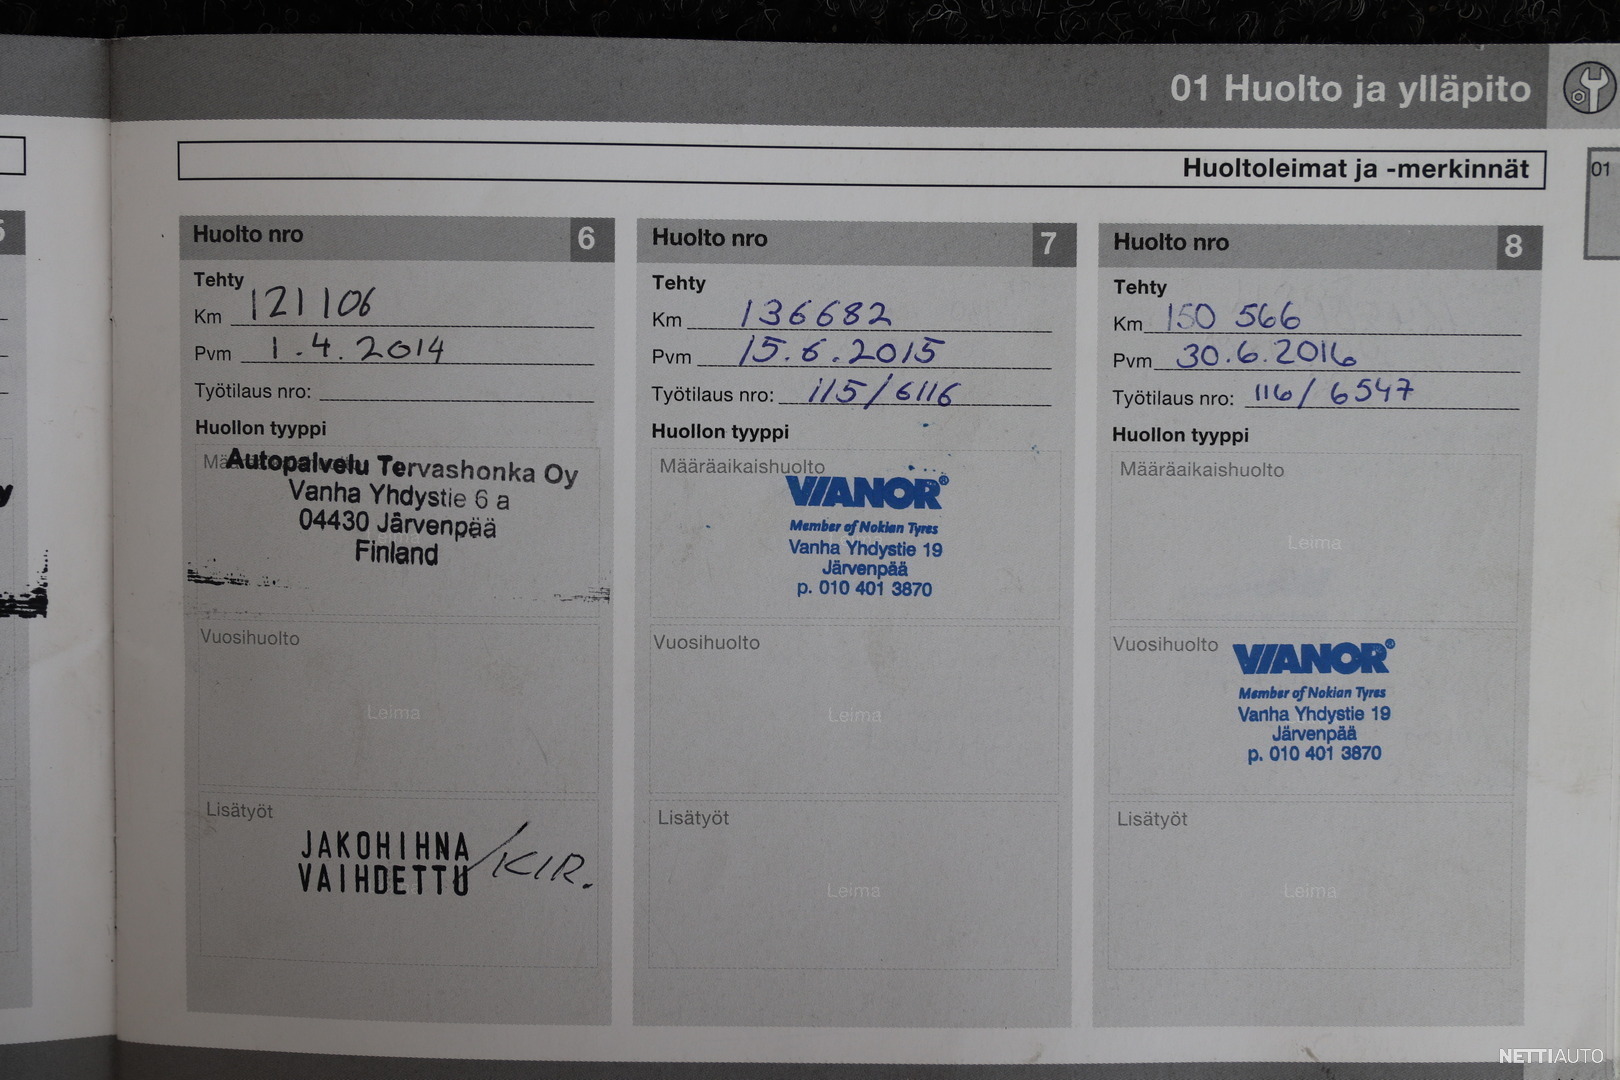 01 Huolto ja ylläpito
Huoltoleimat ja -merkinnät
01
5
Huolto nro 6
Tehty
Km 121 106
Pvm 1.4.2014
Työtilaus nro:
Huollon tyyppi
Autopalvelu Tervashonka Oy
Vanha Yhdystie 6 a
04430 Järvenpää
Finland
Vuosihuolto
Leima
Lisätyöt
JAKOHIHNA
VAIHDETTU /KIR.
Huolto nro 7
Tehty
Km 136682
Pvm 15.6.2015
Työtilaus nro: 115/6116
Huollon tyyppi
Määräaikaishuolto
VIANOR®
Member of Nokian Tyres
Vanha Yhdystie 19
Järvenpää
p. 010 401 3870
Vuosihuolto
Leima
Lisätyöt
Leima
Huolto nro 8
Tehty
Km 150 566
Pvm 30.6.2016
Työtilaus nro: 116/6547
Huollon tyyppi
Määräaikaishuolto
Leima
Vuosihuolto
VIANOR®
Member of Nokian Tyres
Vanha Yhdystie 19
Järvenpää
p. 010 401 3870
Lisätyöt
Leima
NETTIAUTO